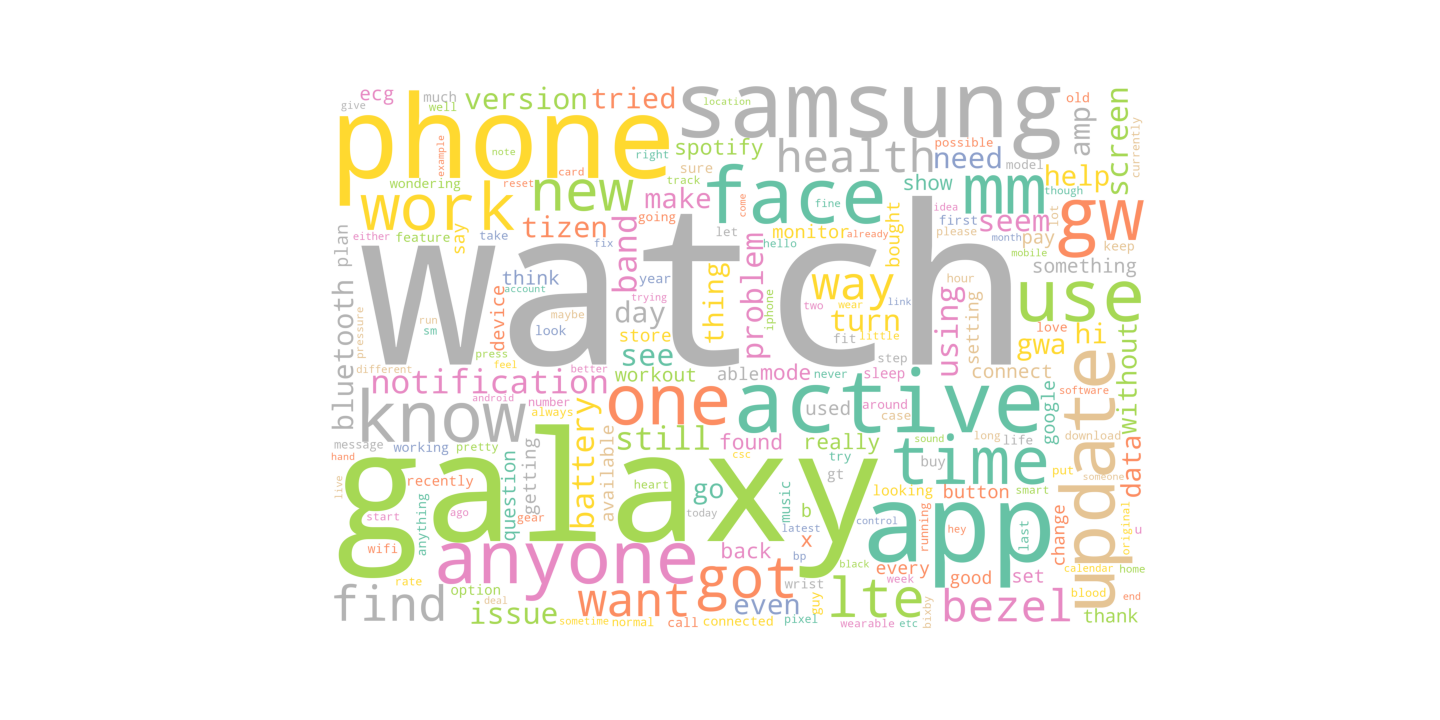 ecg much version tried samsung location old amp screen
give well
phone example note right spotify health need possible model help currently
wondering reset card track sure face show mm though
work new make come fine seem gw
either feature say take tizen going let monitor already bought idea first please lot pay keep
bluetooth plan fix band hello month mobile something
watch
think year thing problem iphone way two link hour use
device account trying wear using setting love hi
run sm look maybe day store turn little fit gwa without
pressure press see step connect
different feel better workout able mode never sleep update
notification android number one active used around case google software
know always battery still found really sound long life download
message working pretty getting available csc try time buy put data
hand recently question heart go gt looking button smart someone
live galaxy start ago gear today music b latest control app running hey last change original u
wifi anything anyone back x bp black every week good set calendar home
rate option got wrist blood end
find issue deal want even guy lte bezel thank
sometime normal call connected pixel wearable etc bixby